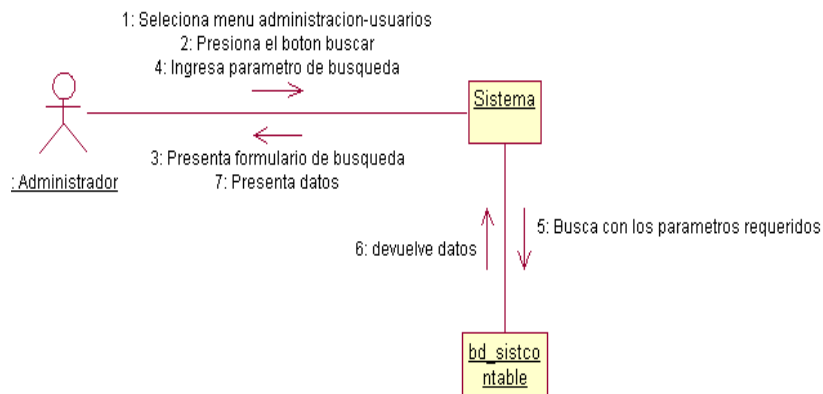 1: Seleciona menu administracion-usuarios
2: Presiona el boton buscar
4: Ingresa parametro de busqueda
Sistema
3: Presenta formulario de busqueda
7: Presenta datos
: Administrador
5: Busca con los parametros requeridos
6: devuelve datos
bd_sistco
ntable